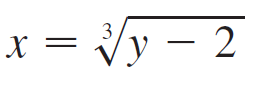 x = ∛(y − 2)